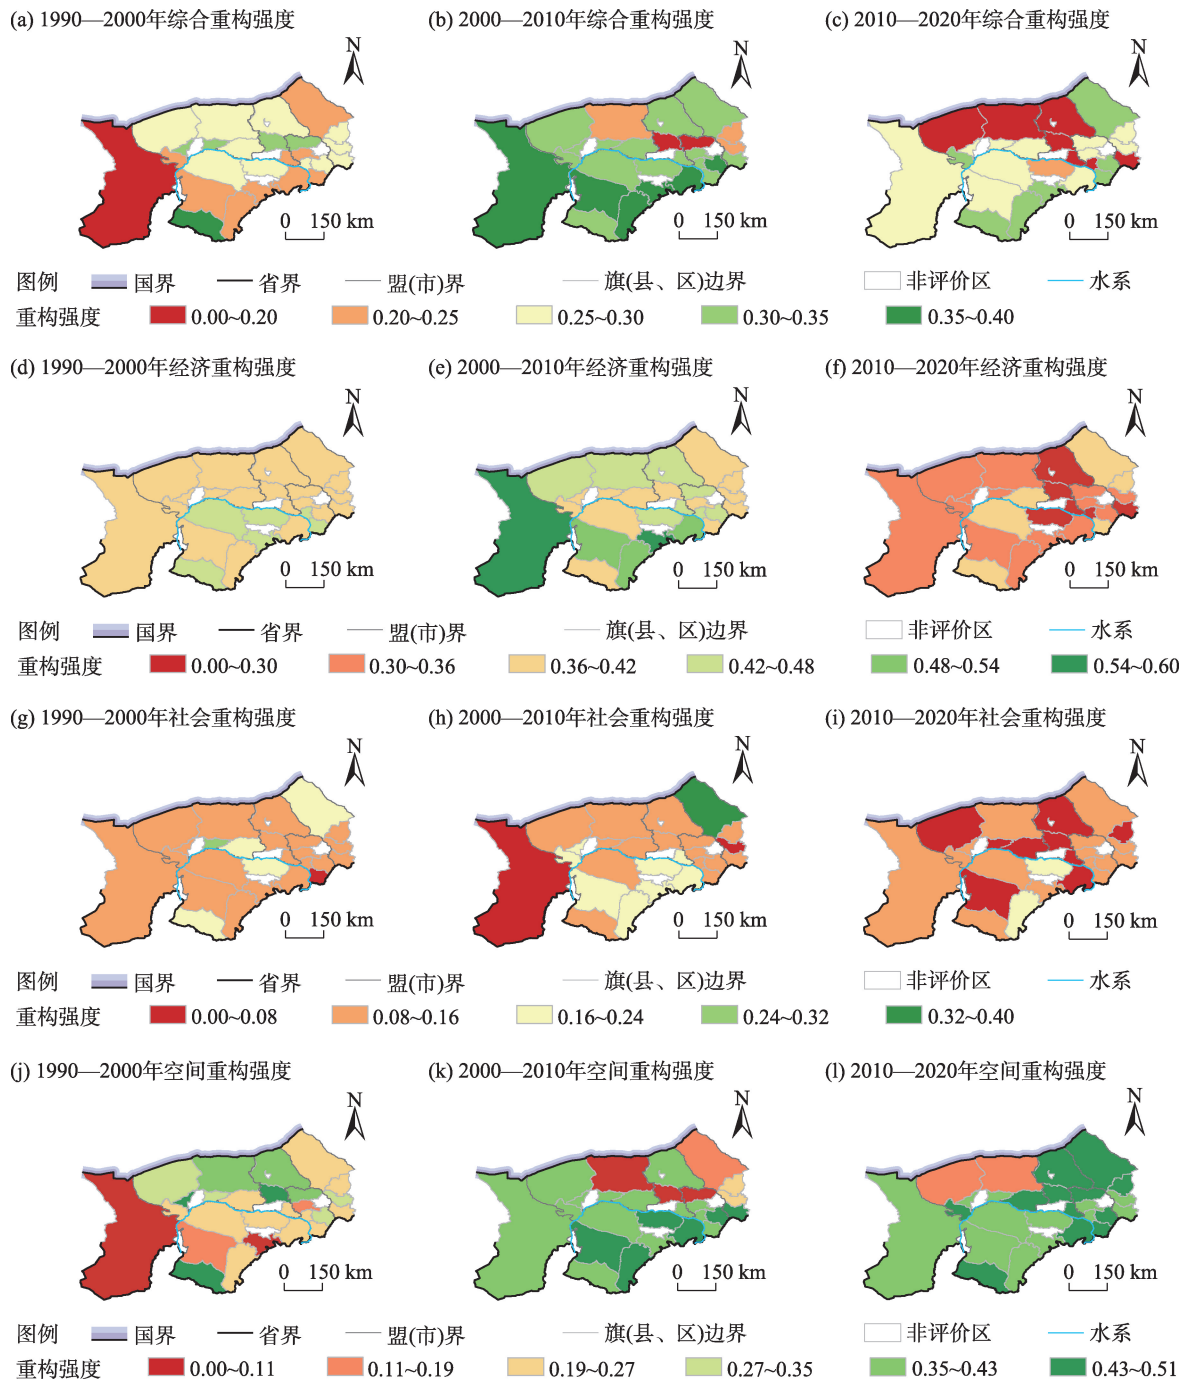 (a) 1990—2000年综合重构强度
(b) 2000—2010年综合重构强度
(c) 2010—2020年综合重构强度
N
N
N
0 150 km
0 150 km
0 150 km
图例 国界 省界 盟(市)界 旗(县、区)边界 非评价区 水系
重构强度 0.00~0.20 0.20~0.25 0.25~0.30 0.30~0.35 0.35~0.40
(d) 1990—2000年经济重构强度
(e) 2000—2010年经济重构强度
(f) 2010—2020年经济重构强度
N
N
N
0 150 km
0 150 km
0 150 km
图例 国界 省界 盟(市)界 旗(县、区)边界 非评价区 水系
重构强度 0.00~0.30 0.30~0.36 0.36~0.42 0.42~0.48 0.48~0.54 0.54~0.60
(g) 1990—2000年社会重构强度
(h) 2000—2010年社会重构强度
(i) 2010—2020年社会重构强度
N
N
N
0 150 km
0 150 km
0 150 km
图例 国界 省界 盟(市)界 旗(县、区)边界 非评价区 水系
重构强度 0.00~0.08 0.08~0.16 0.16~0.24 0.24~0.32 0.32~0.40
(j) 1990—2000年空间重构强度
(k) 2000—2010年空间重构强度
(l) 2010—2020年空间重构强度
N
N
N
0 150 km
0 150 km
0 150 km
图例 国界 省界 盟(市)界 旗(县、区)边界 非评价区 水系
重构强度 0.00~0.11 0.11~0.19 0.19~0.27 0.27~0.35 0.35~0.43 0.43~0.51